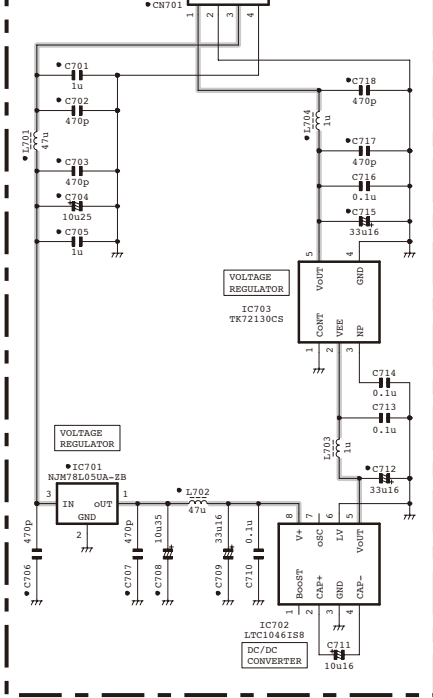 CN701
1
2
3
4
C701
1u
C702
470p
L701
47u
C703
470p
C704
10u25
C705
1u
C718
470p
L704
1u
C717
470p
C716
0.1u
C715
33u16
5
4
VoUT
GND
VOLTAGE
REGULATOR
IC703
TK72130CS
CoNT
VEE
NP
1
2
3
C714
0.1u
C713
0.1u
L703
1u
C712
33u16
VOLTAGE
REGULATOR
IC701
NJM78L05UA-ZB
3
IN
oUT
1
GND
2
L702
47u
C706
470p
C707
470p
C708
10u35
C709
33u16
C710
0.1u
8
7
6
5
V+
oSC
LV
VoUT
BooST
CAP+
GND
CAP-
1
2
3
4
IC702
LTC1046IS8
DC/DC
CONVERTER
C711
10u16